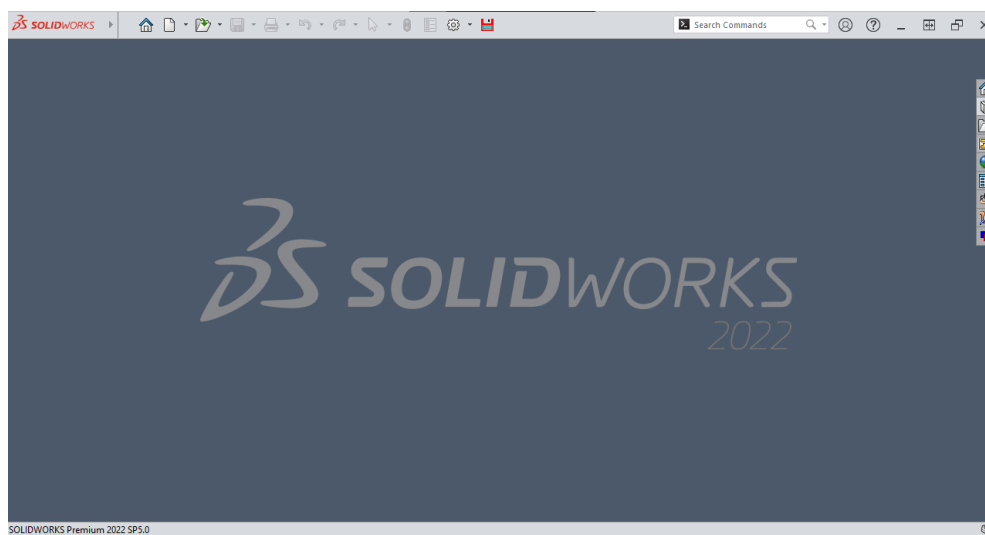 SOLIDWORKS
Search Commands
SOLIDWORKS
2022
SOLIDWORKS Premium 2022 SP5.0